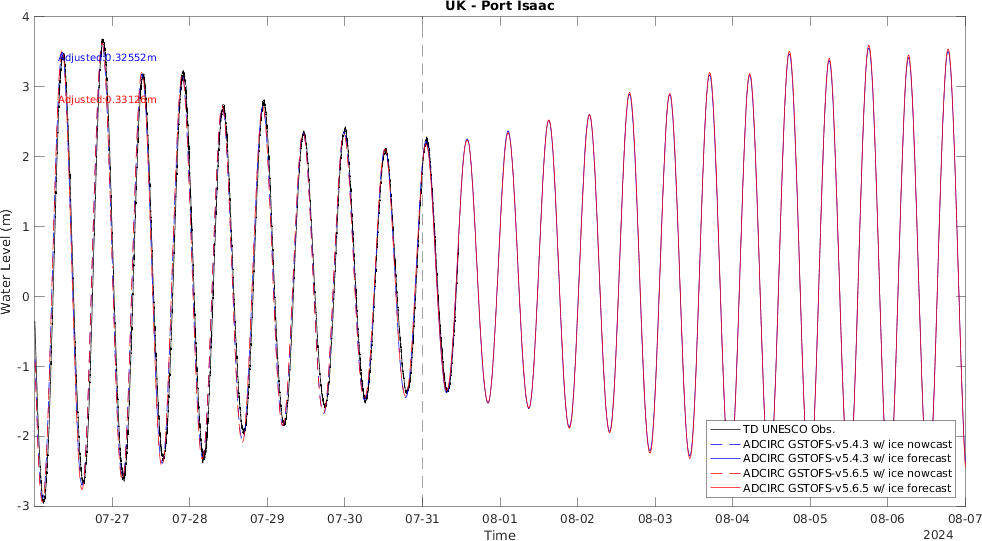 UK - Port Isaac
4
3
2
1
0
-1
-2
-3
Water Level (m)
Adjusted:0.32552m
Adjusted:0.33120m
TD UNESCO Obs.
ADCIRC GSTOFS-v5.4.3 w/ ice nowcast
ADCIRC GSTOFS-v5.4.3 w/ ice forecast
ADCIRC GSTOFS-v5.6.5 w/ ice nowcast
ADCIRC GSTOFS-v5.6.5 w/ ice forecast
07-27 07-28 07-29 07-30 07-31 08-01 08-02 08-03 08-04 08-05 08-06 08-07
Time
2024